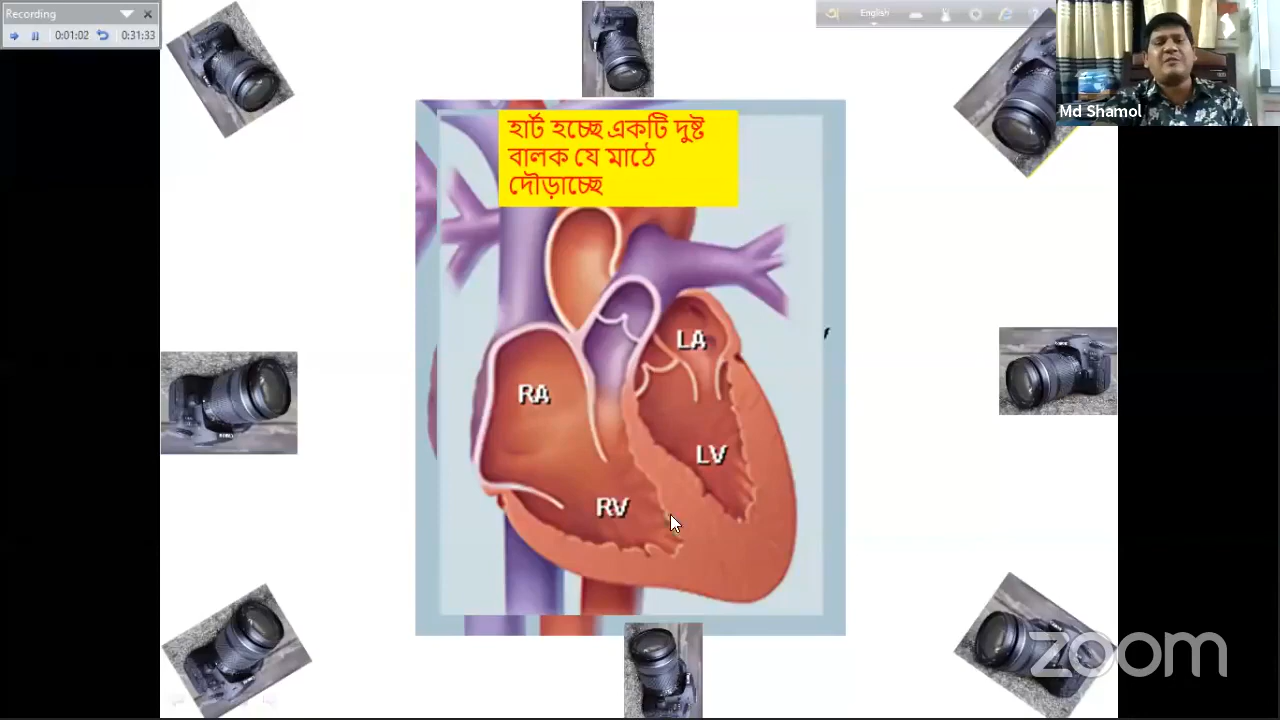 Recording
0:01:02
0:31:33
English
Md Shamol
হার্ট হচ্ছে একটি দুষ্ট
বালক যে মাঠে
দৌড়াচ্ছে
LA
RA
LV
RV
zoom